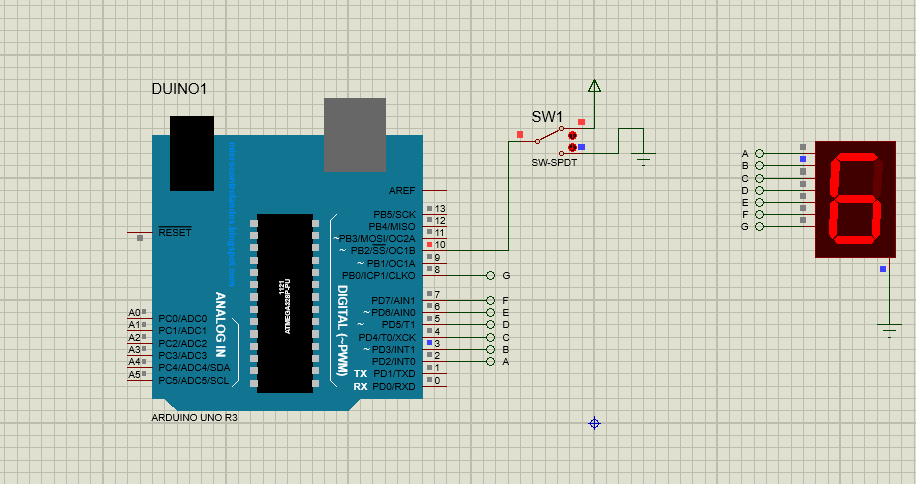 DUINO1
SW1
SW-SPDT
AREF
RESET
PB5/SCK 13
PB4/MISO 12
~PB3/MOSI/OC2A 11
~ PB2/SS/OC1B 10
~ PB1/OC1A 9
PB0/ICP1/CLKO 8
G
PD7/AIN1 7
F
~PD6/AIN0 6
E
~ PD5/T1 5
D
PD4/T0/XCK 4
C
~PD3/INT1 3
B
PD2/INT0 2
A
TX PD1/TXD 1
RX PD0/RXD 0
DIGITAL (~PWM)
ANALOG IN
1121
ATMEGA328P-PU
A0 PC0/ADC0
A1 PC1/ADC1
A2 PC2/ADC2
A3 PC3/ADC3
A4 PC4/ADC4/SDA
A5 PC5/ADC5/SCL
ARDUINO UNO R3
A
B
C
D
E
F
G
6